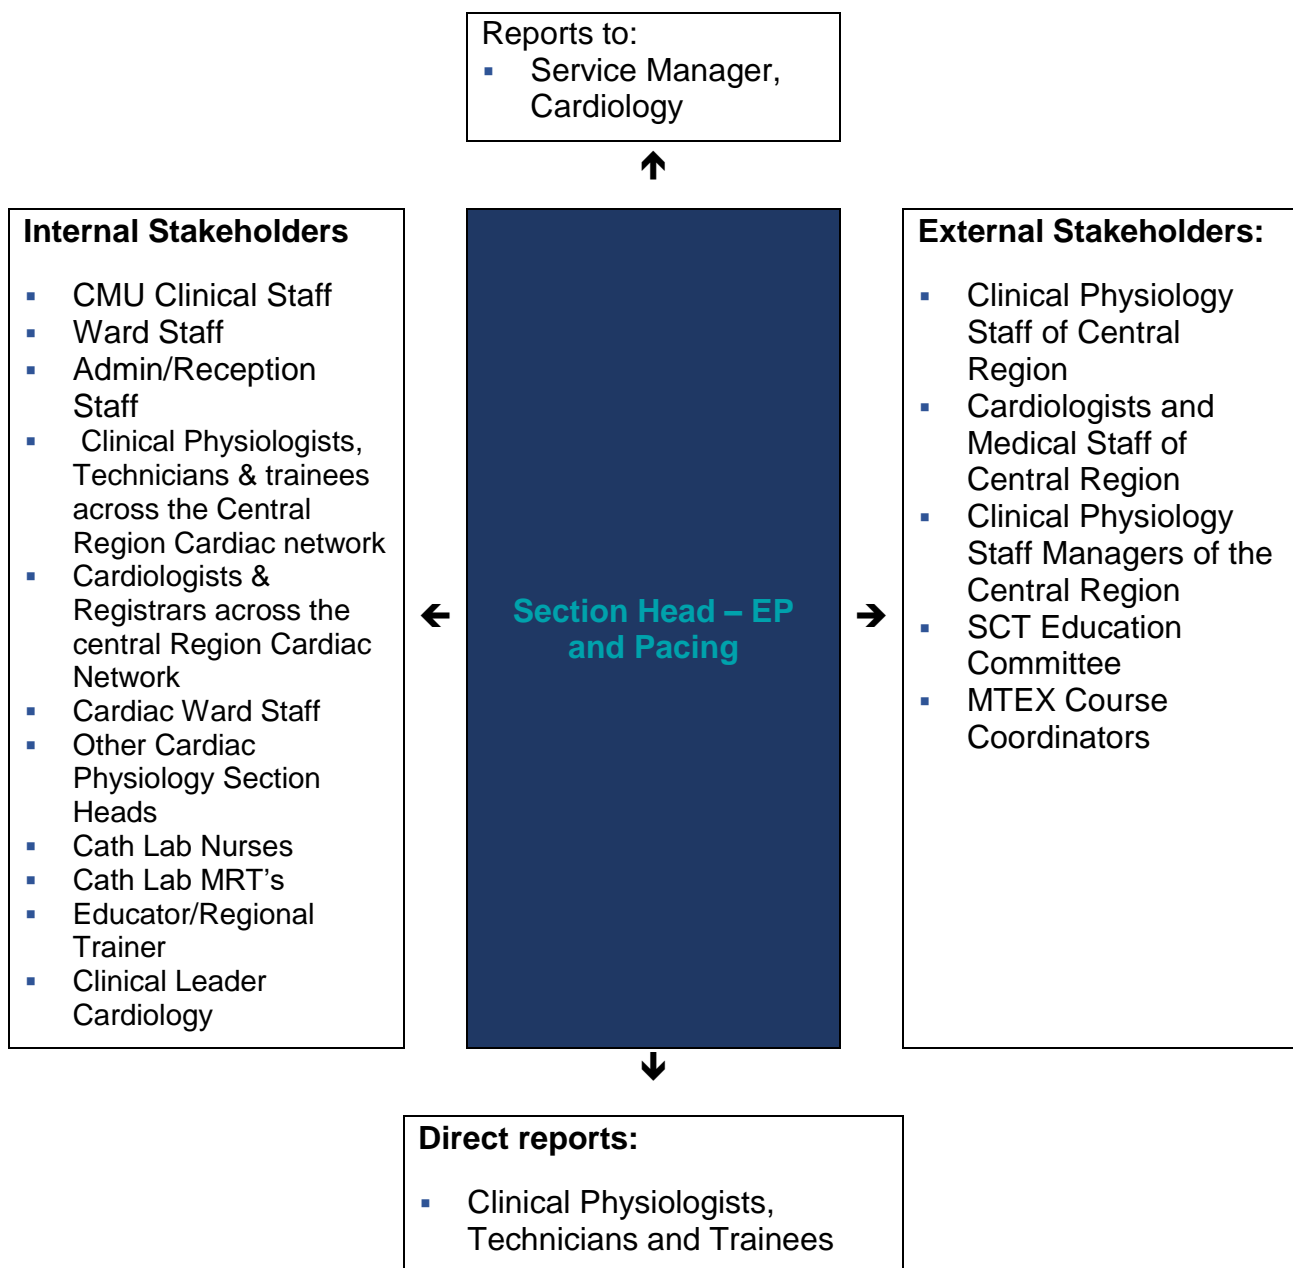 Reports to:
▪ Service Manager,
Cardiology
Internal Stakeholders
▪ CMU Clinical Staff
▪ Ward Staff
▪ Admin/Reception
Staff
▪ Clinical Physiologists,
Technicians & trainees
across the Central
Region Cardiac network
▪ Cardiologists &
Registrars across the
central Region Cardiac
Network
▪ Cardiac Ward Staff
▪ Other Cardiac
Physiology Section
Heads
▪ Cath Lab Nurses
▪ Cath Lab MRT’s
▪ Educator/Regional
Trainer
▪ Clinical Leader
Cardiology
Section Head – EP
and Pacing
External Stakeholders:
▪ Clinical Physiology
Staff of Central
Region
▪ Cardiologists and
Medical Staff of
Central Region
▪ Clinical Physiology
Staff Managers of the
Central Region
▪ SCT Education
Committee
▪ MTEX Course
Coordinators
Direct reports:
▪ Clinical Physiologists,
Technicians and Trainees